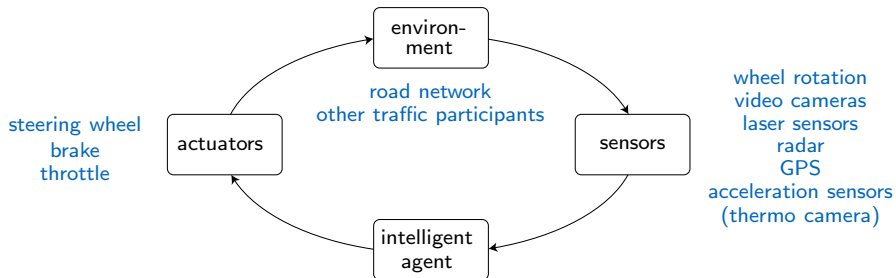 environ-
ment
road network
other traffic participants
steering wheel
brake
throttle
actuators
sensors
wheel rotation
video cameras
laser sensors
radar
GPS
acceleration sensors
(thermo camera)
intelligent
agent